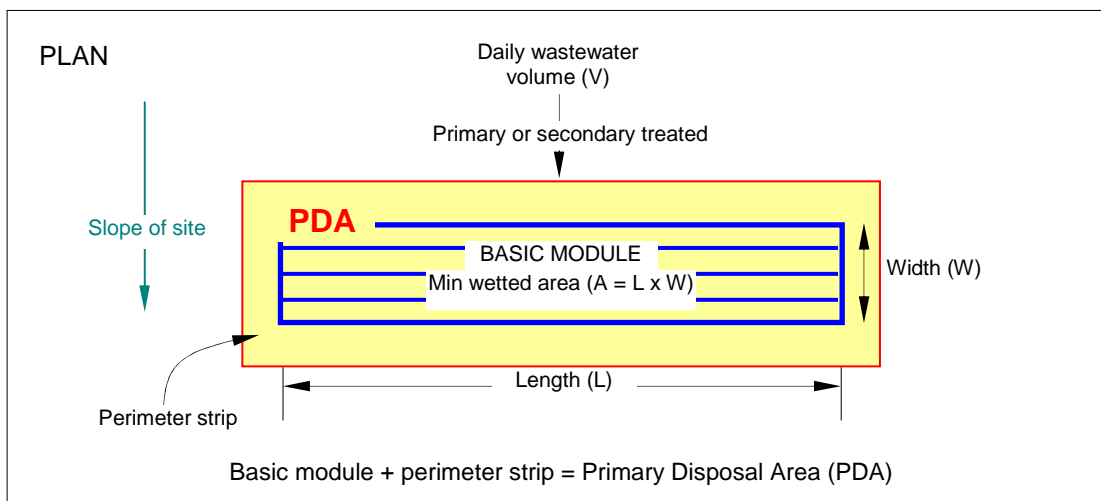 PLAN
Daily wastewater
volume (V)
Primary or secondary treated
Slope of site
PDA
BASIC MODULE
Min wetted area (A = L x W)
Width (W)
Length (L)
Perimeter strip
Basic module + perimeter strip = Primary Disposal Area (PDA)